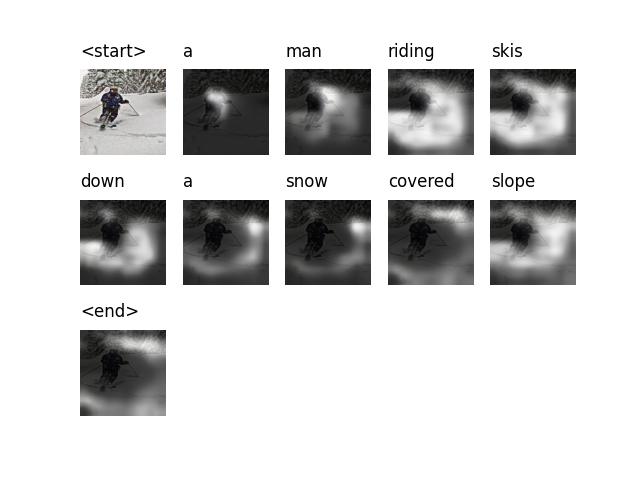 <start> a man riding skis
down a snow covered slope
<end>